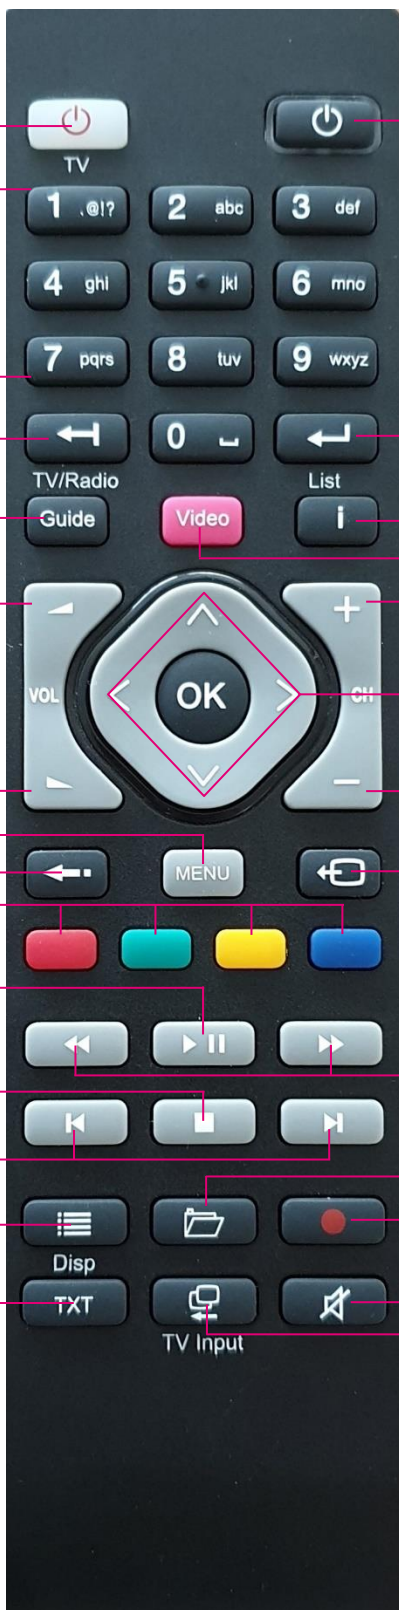 TV
1 .@!? 2 abc 3 def
4 ghi 5 jkl 6 mno
7 pqrs 8 tuv 9 wxyz
0
TV/Radio List
Guide Video i
VOL OK CH
MENU
Disp
TXT
TV Input